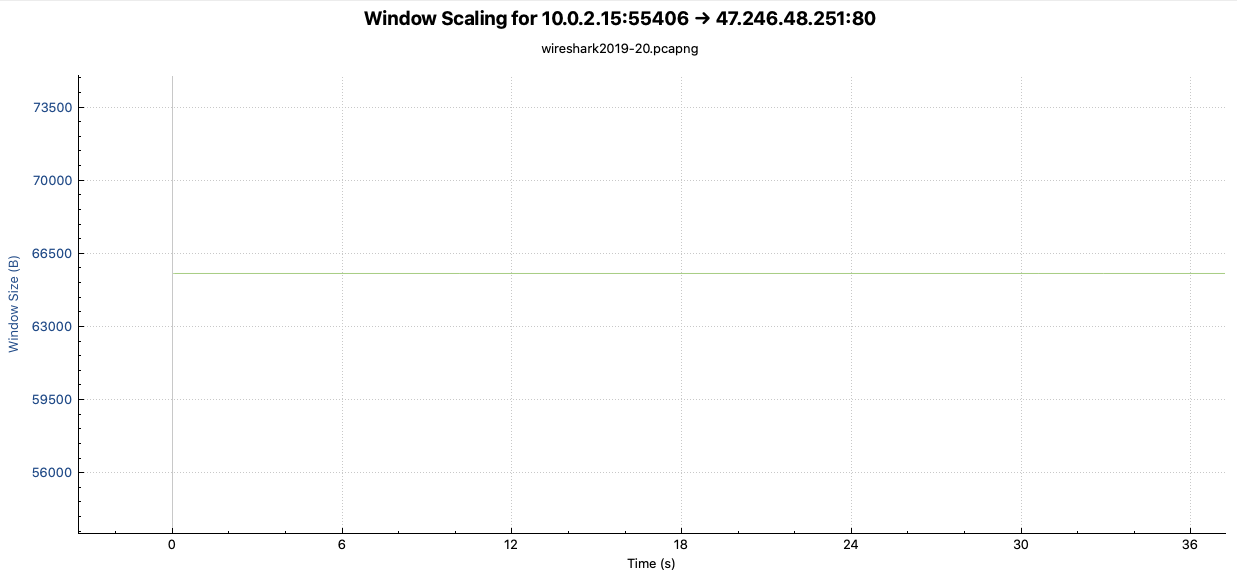 Window Scaling for 10.0.2.15:55406 → 47.246.48.251:80
wireshark2019-20.pcapng
Window Size (B)
73500
70000
66500
63000
59500
56000
0 6 12 18 24 30 36
Time (s)